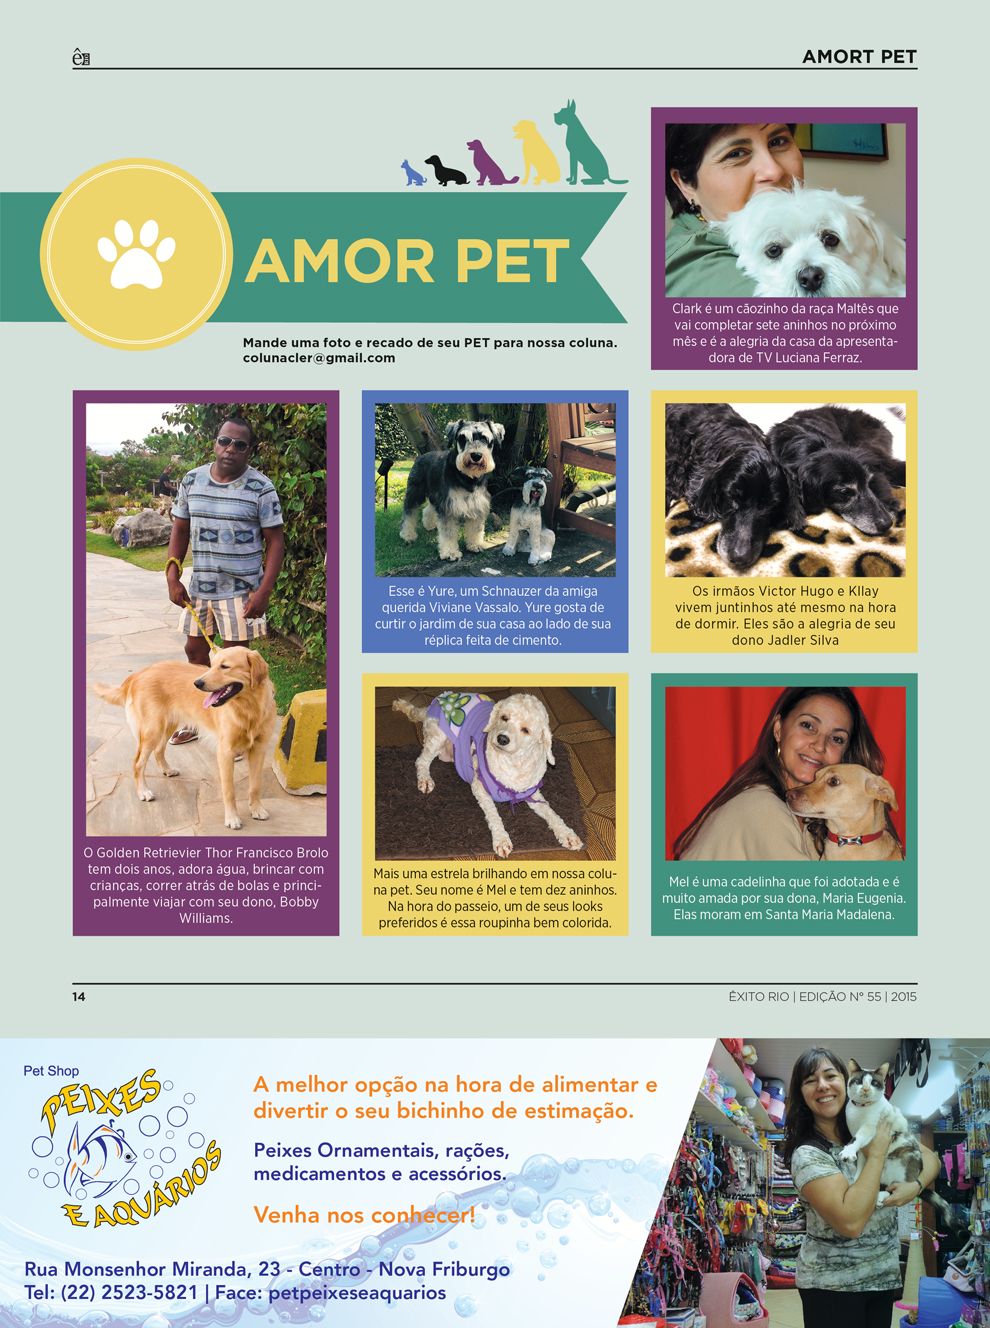 AMORT PET
AMOR PET
Mande uma foto e recado de seu PET para nossa coluna.
colunacler@gmail.com
Clark é um cãozinho da raça Maltês que
vai completar sete aninhos no próximo
mês e é a alegria da casa da apresenta-
dora de TV Luciana Ferraz.
O Golden Retrievier Thor Francisco Brolo
tem dois anos, adora água, brincar com
crianças, correr atrás de bolas e princi-
palmente viajar com seu dono, Bobby
Williams.
Esse é Yure, um Schnauzer da amiga
querida Viviane Vassalo. Yure gosta de
curtir o jardim de sua casa ao lado de sua
réplica feita de cimento.
Os irmãos Victor Hugo e Kllay
vivem juntinhos até mesmo na hora
de dormir. Eles são a alegria de seu
dono Jadler Silva
Mais uma estrela brilhando em nossa colu-
na pet. Seu nome é Mel e tem dez aninhos.
Na hora do passeio, um de seus looks
preferidos é essa roupinha bem colorida.
Mel é uma cadelinha que foi adotada e é
muito amada por sua dona, Maria Eugenia.
Elas moram em Santa Maria Madalena.
14
ÊXITO RIO | EDIÇÃO Nº 55 | 2015
Pet Shop
PEIXES
E AQUÁRIOS
A melhor opção na hora de alimentar e
divertir o seu bichinho de estimação.
Peixes Ornamentais, rações,
medicamentos e acessórios.
Venha nos conhecer!
Rua Monsenhor Miranda, 23 - Centro - Nova Friburgo
Tel: (22) 2523-5821 | Face: petpeixeseaquarios